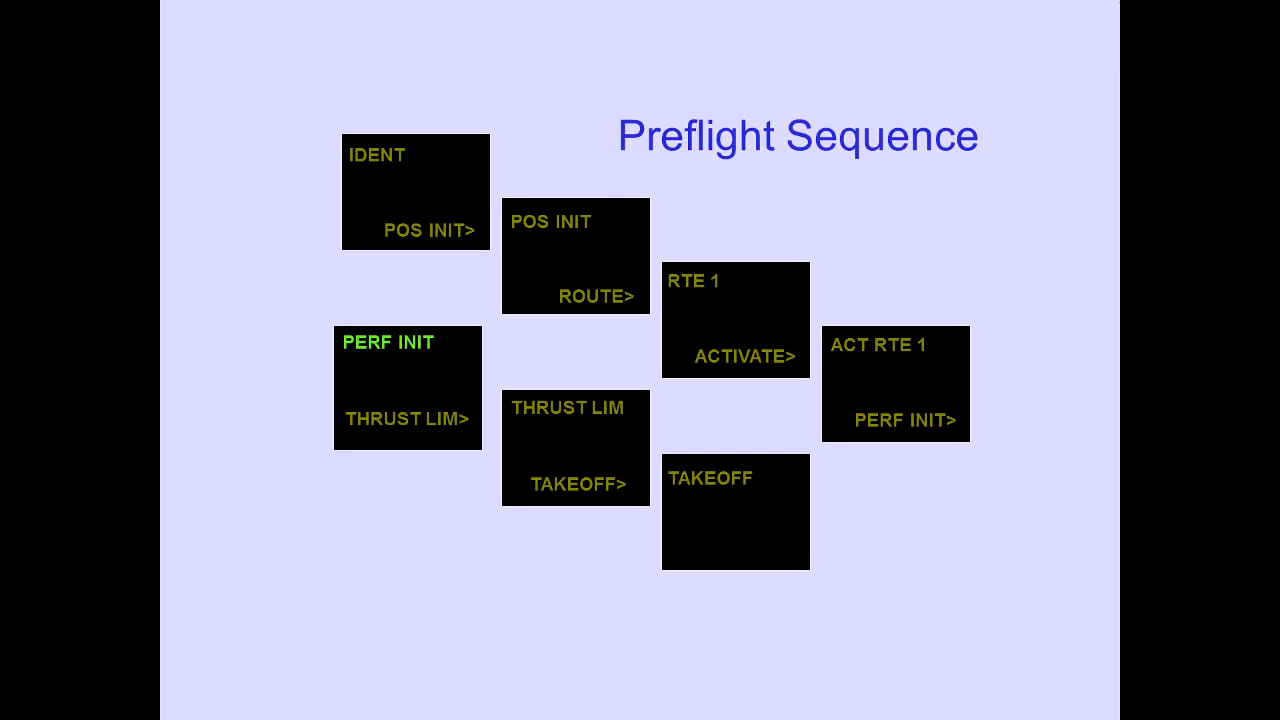 Preflight Sequence
IDENT
POS INIT>
POS INIT
ROUTE>
RTE 1
ACTIVATE>
ACT RTE 1
PERF INIT>
PERF INIT
THRUST LIM>
THRUST LIM
TAKEOFF>
TAKEOFF